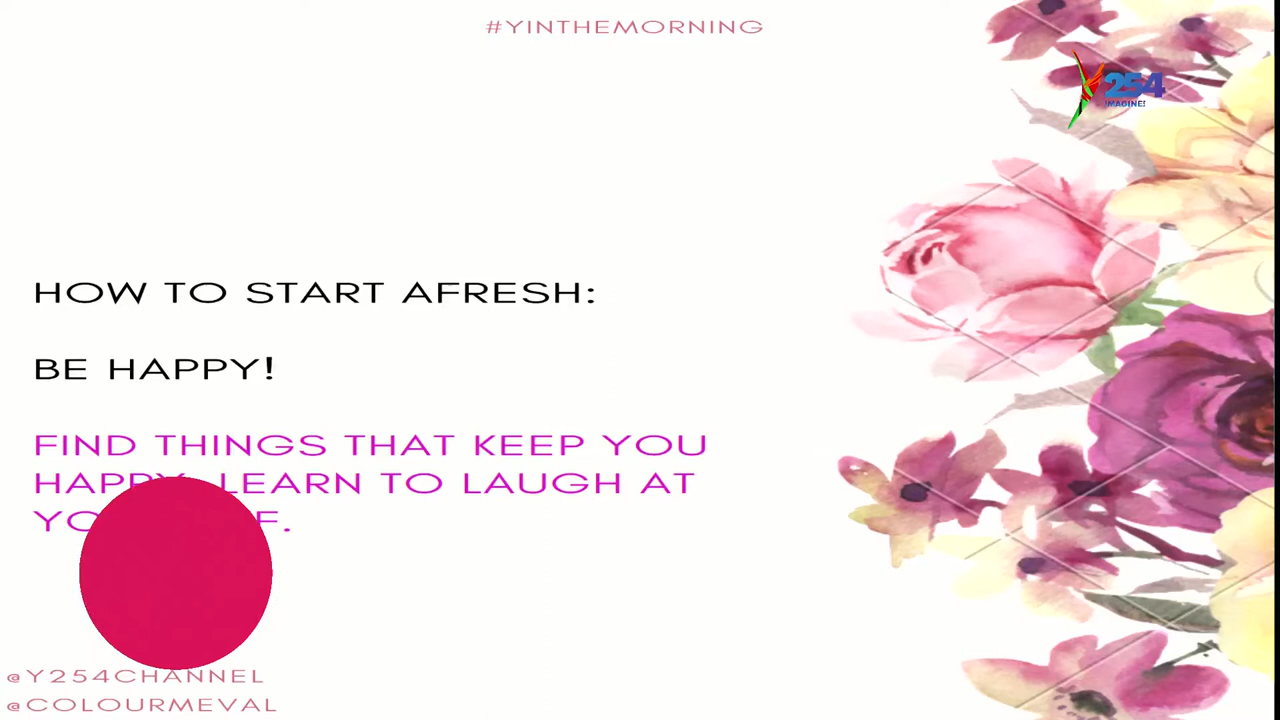 #YINTHEMORNING
254
IMAGINE!
HOW TO START AFRESH:
BE HAPPY!
FIND THINGS THAT KEEP YOU
LEARN TO LAUGH AT
@Y254CHANNEL
@COLOURMEVAL